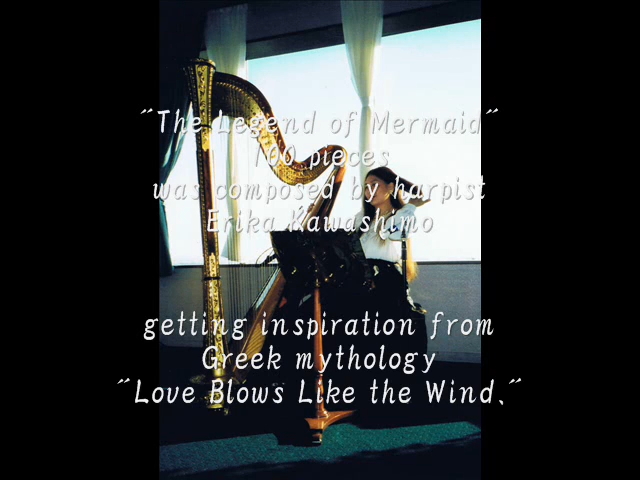 "The Legend of Mermaid"
100 pieces
was composed by harpist
Erika Kawashimo
getting inspiration from
Greek mythology
"Love Blows Like the Wind."